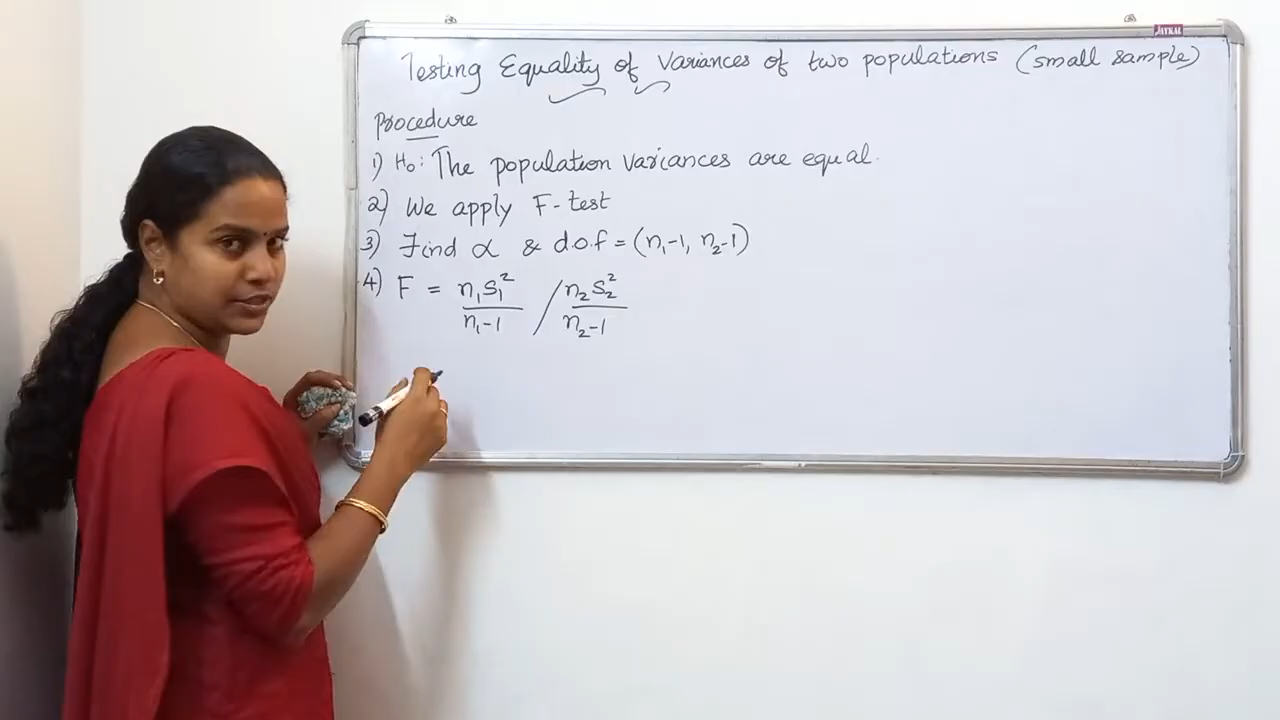 JAYKAL
Testing Equality of Variances of two populations (small sample)
Procedure
1) H₀: The population variances are equal.
2) We apply F-test
3) Find α & d.o.f = (n₁-1, n₂-1)
4) F = n₁S₁²/n₁-1 / n₂S₂²/n₂-1